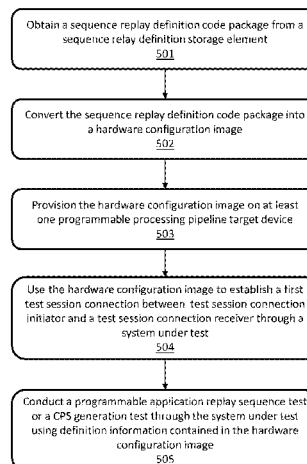 Obtain a sequence replay definition code package from a
sequence relay definition storage element
501
Convert the sequence replay definition code package into
a hardware configuration image
502
Provision the hardware configuration image on at least
one programmable processing pipeline target device
503
Use the hardware configuration image to establish a first
test session connection between test session connection
initiator and a test session connection receiver through a
system under test
504
Conduct a programmable application replay sequence test
or a CPS generation test through the system under test
using definition information contained in the hardware
configuration image
505